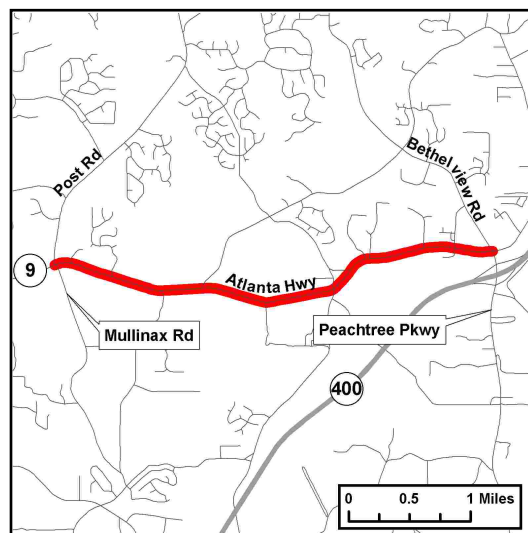 Post Rd
Bethel view Rd
9
Atlanta Hwy
Mullinax Rd
Peachtree Pkwy
400
0 0.5 1 Miles